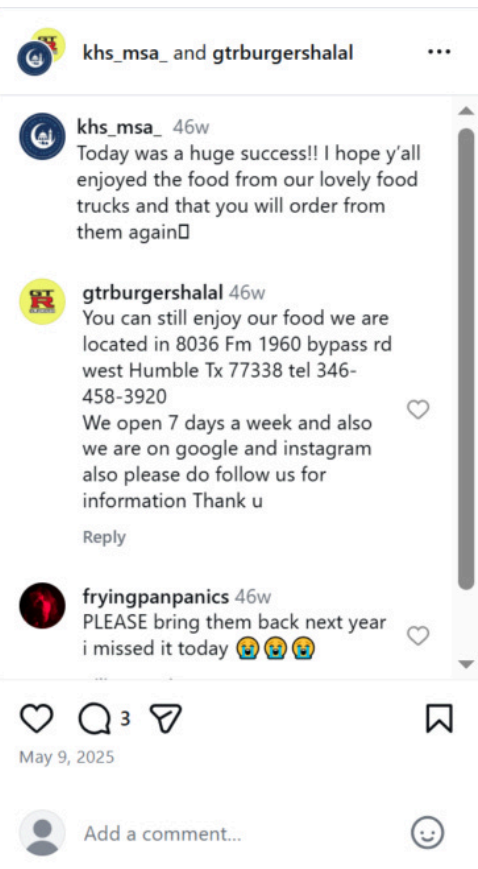 khs_msa_ and gtrburgershalal
khs_msa_ 46w
Today was a huge success!! I hope y'all
enjoyed the food from our lovely food
trucks and that you will order from
them again▯
gtrburgershalal 46w
You can still enjoy our food we are
located in 8036 Fm 1960 bypass rd
west Humble Tx 77338 tel 346-
458-3920
We open 7 days a week and also
we are on google and instagram
also please do follow us for
information Thank u
Reply
fryingpanpanics 46w
PLEASE bring them back next year
i missed it today 😭😭😭
3
May 9, 2025
Add a comment...